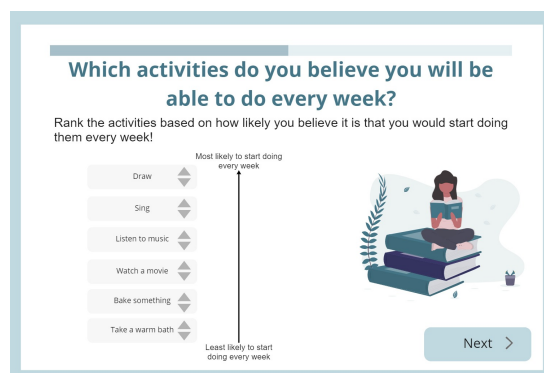 Which activities do you believe you will be
able to do every week?
Rank the activities based on how likely you believe it is that you would start doing
them every week!
Most likely to start doing
every week
Draw
Sing
Listen to music
Watch a movie
Bake something
Take a warm bath
Least likely to start
doing every week
Next